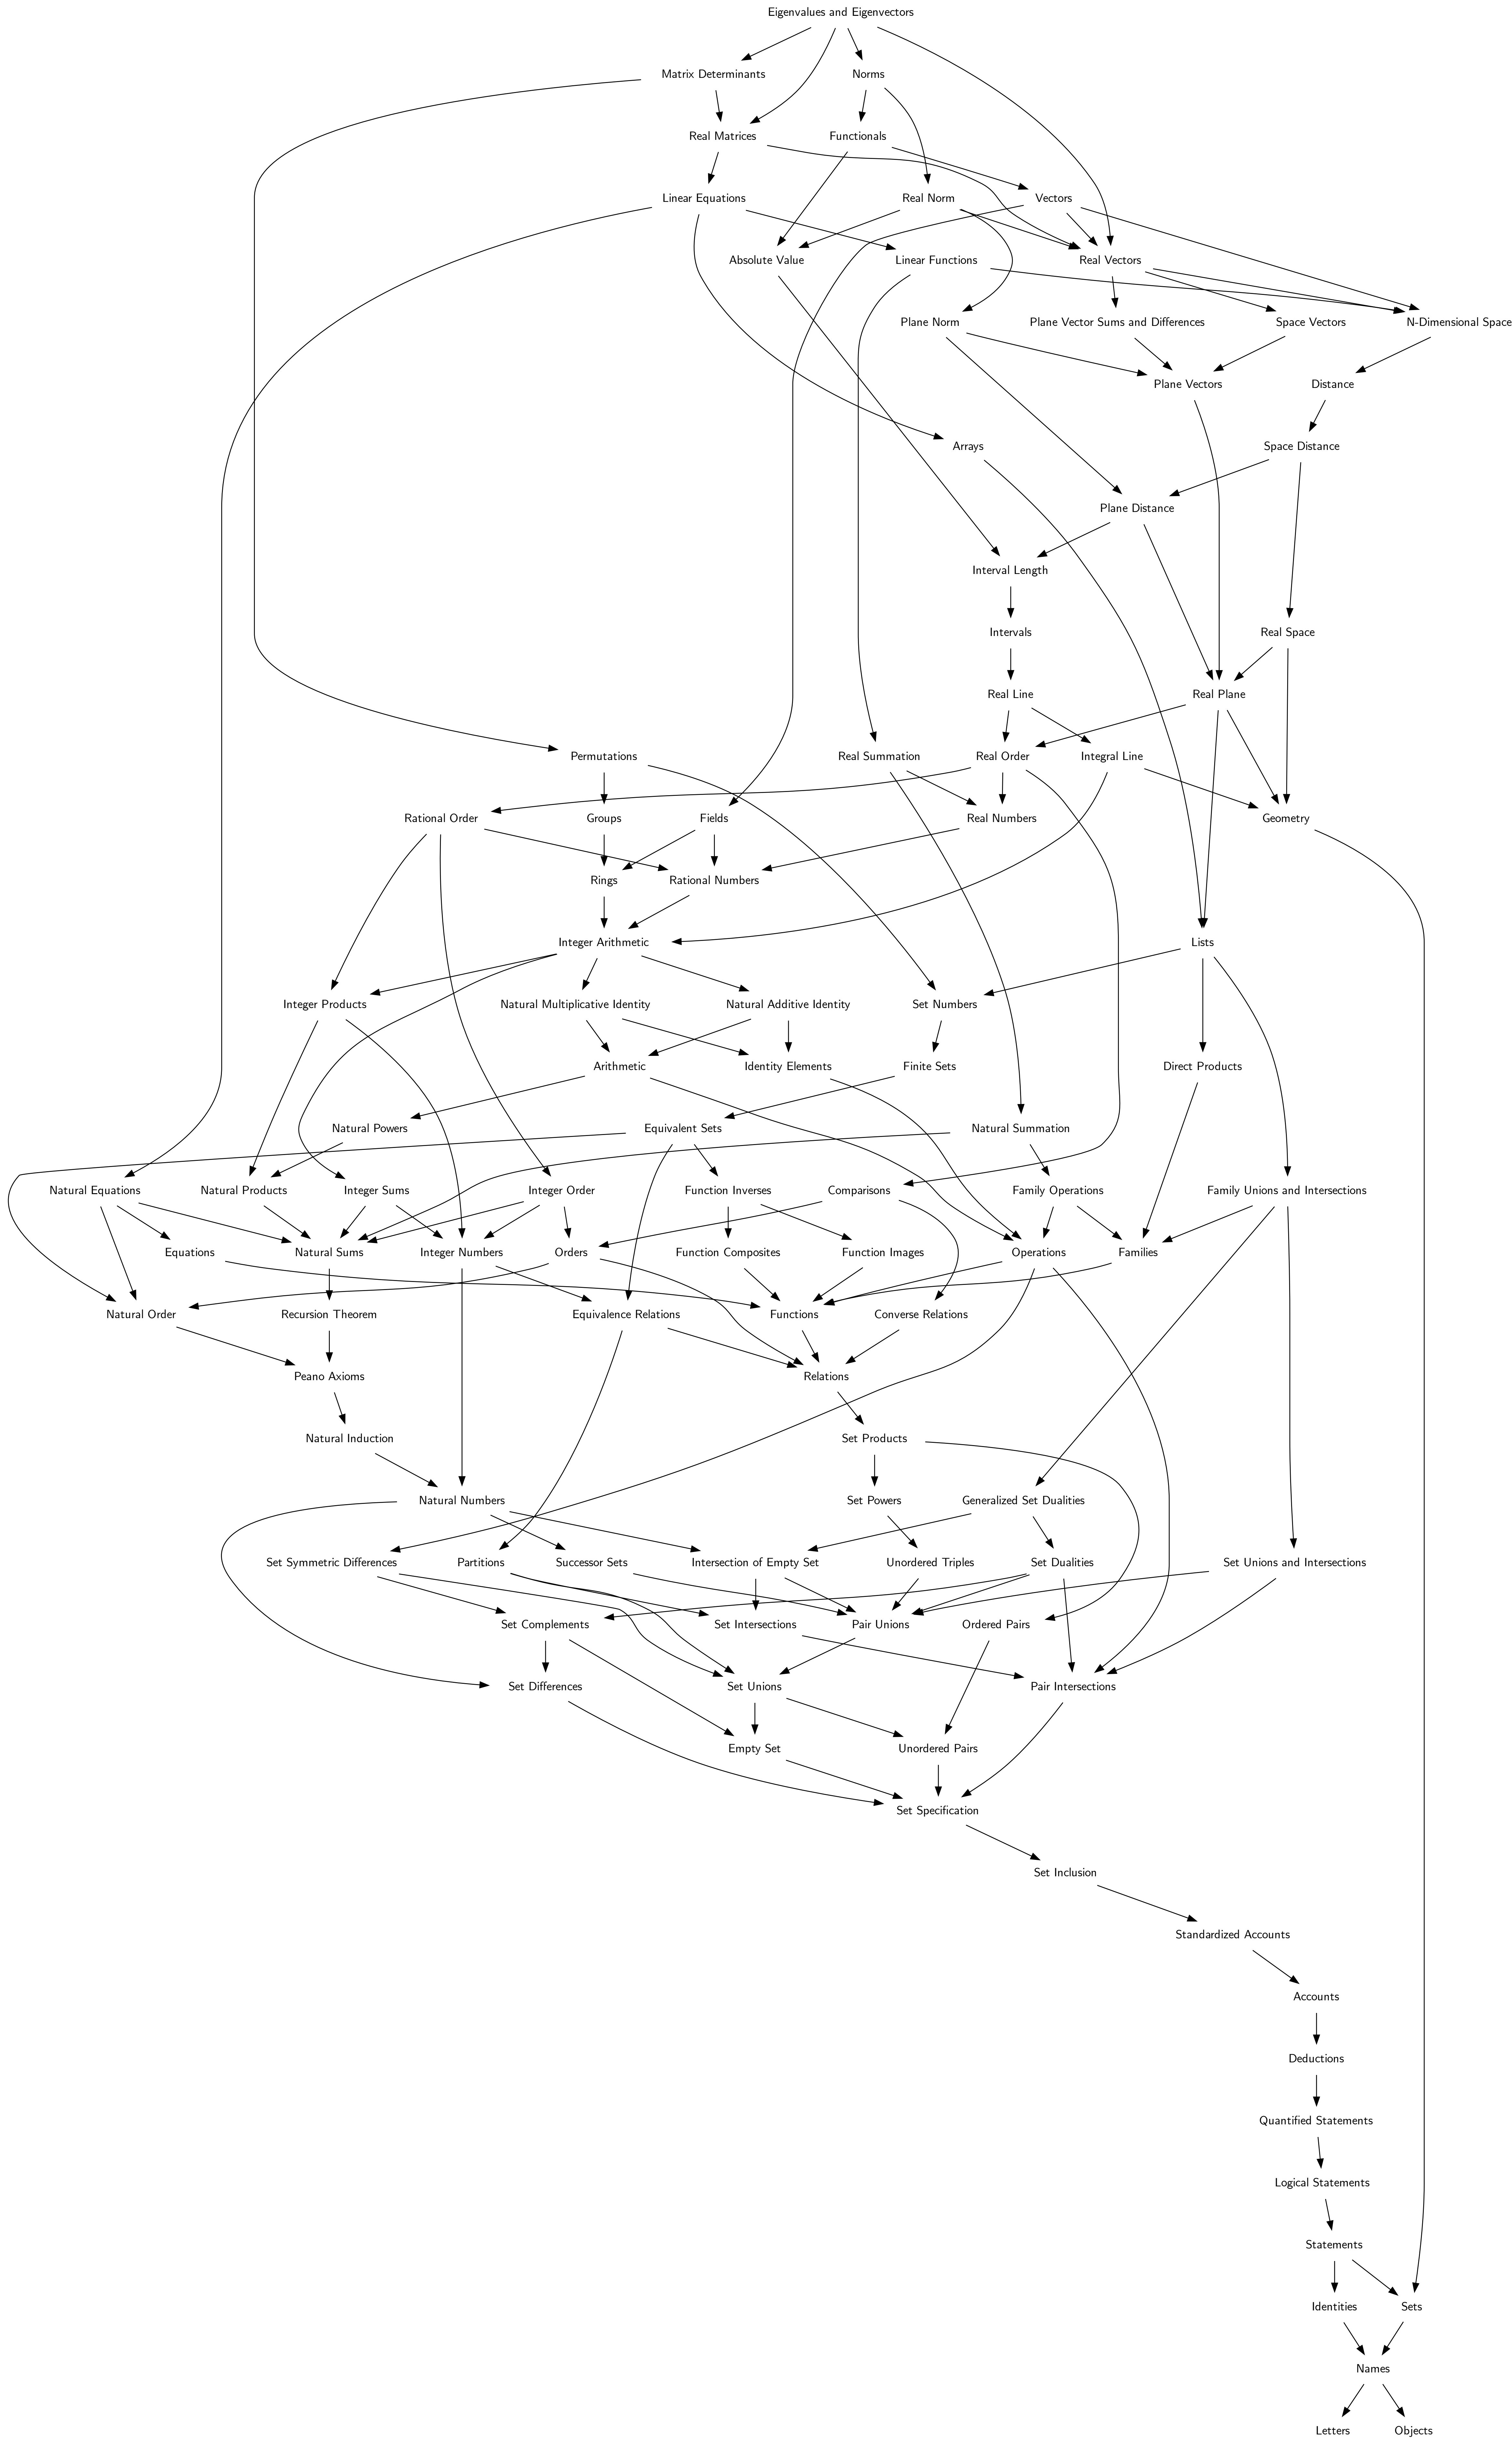 Eigenvalues and Eigenvectors
Matrix Determinants
Norms
Real Matrices
Functionals
Linear Equations
Real Norm
Vectors
Absolute Value
Linear Functions
Real Vectors
Plane Norm
Plane Vector Sums and Differences
Space Vectors
N-Dimensional Space
Plane Vectors
Distance
Arrays
Space Distance
Plane Distance
Interval Length
Intervals
Real Space
Real Line
Real Plane
Permutations
Real Summation
Real Order
Integral Line
Rational Order
Groups
Fields
Real Numbers
Geometry
Rings
Rational Numbers
Integer Arithmetic
Lists
Integer Products
Natural Multiplicative Identity
Natural Additive Identity
Set Numbers
Arithmetic
Identity Elements
Finite Sets
Direct Products
Natural Powers
Equivalent Sets
Natural Summation
Natural Equations
Natural Products
Integer Sums
Integer Order
Function Inverses
Comparisons
Family Operations
Family Unions and Intersections
Equations
Natural Sums
Integer Numbers
Orders
Function Composites
Function Images
Operations
Families
Natural Order
Recursion Theorem
Equivalence Relations
Functions
Converse Relations
Peano Axioms
Relations
Natural Induction
Set Products
Natural Numbers
Set Powers
Generalized Set Dualities
Set Symmetric Differences
Partitions
Successor Sets
Intersection of Empty Set
Unordered Triples
Set Dualities
Set Unions and Intersections
Set Complements
Set Intersections
Pair Unions
Ordered Pairs
Set Differences
Set Unions
Pair Intersections
Empty Set
Unordered Pairs
Set Specification
Set Inclusion
Standardized Accounts
Accounts
Deductions
Quantified Statements
Logical Statements
Statements
Identities
Sets
Names
Letters
Objects